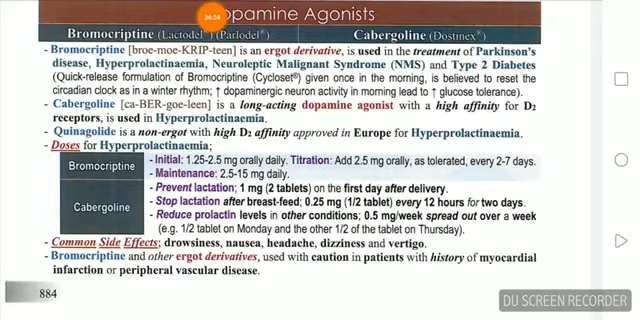 36:24
opamine Agonists
Bromocriptine (Lactodel®) (Parlodel®) Cabergoline (Dostinex®)
- Bromocriptine [broe-moe-KRIP-teen] is an ergot derivative, is used in the treatment of Parkinson's
disease, Hyperprolactinaemia, Neuroleptic Malignant Syndrome (NMS) and Type 2 Diabetes
(Quick-release formulation of Bromocriptine (Cycloset®) given once in the morning, is believed to reset the
circadian clock as in a winter rhythm; ↑ dopaminergic neuron activity in morning lead to ↑ glucose tolerance).
- Cabergoline [ca-BER-goe-leen] is a long-acting dopamine agonist with a high affinity for D2
receptors, is used in Hyperprolactinaemia.
- Quinagolide is a non-ergot with high D2 affinity approved in Europe for Hyperprolactinaemia.
- Doses for Hyperprolactinaemia:
Bromocriptine
- Initial: 1.25-2.5 mg orally daily. Titration: Add 2.5 mg orally, as tolerated, every 2-7 days.
- Maintenance: 2.5-15 mg daily.
Cabergoline
- Prevent lactation; 1 mg (2 tablets) on the first day after delivery.
- Stop lactation after breast-feed; 0.25 mg (1/2 tablet) every 12 hours for two days.
- Reduce prolactin levels in other conditions; 0.5 mg/week spread out over a week
(e.g. 1/2 tablet on Monday and the other 1/2 of the tablet on Thursday).
- Common Side Effects; drowsiness, nausea, headache, dizziness and vertigo.
- Bromocriptine and other ergot derivatives, used with caution in patients with history of myocardial
infarction or peripheral vascular disease.
884
DU SCREEN RECORDER